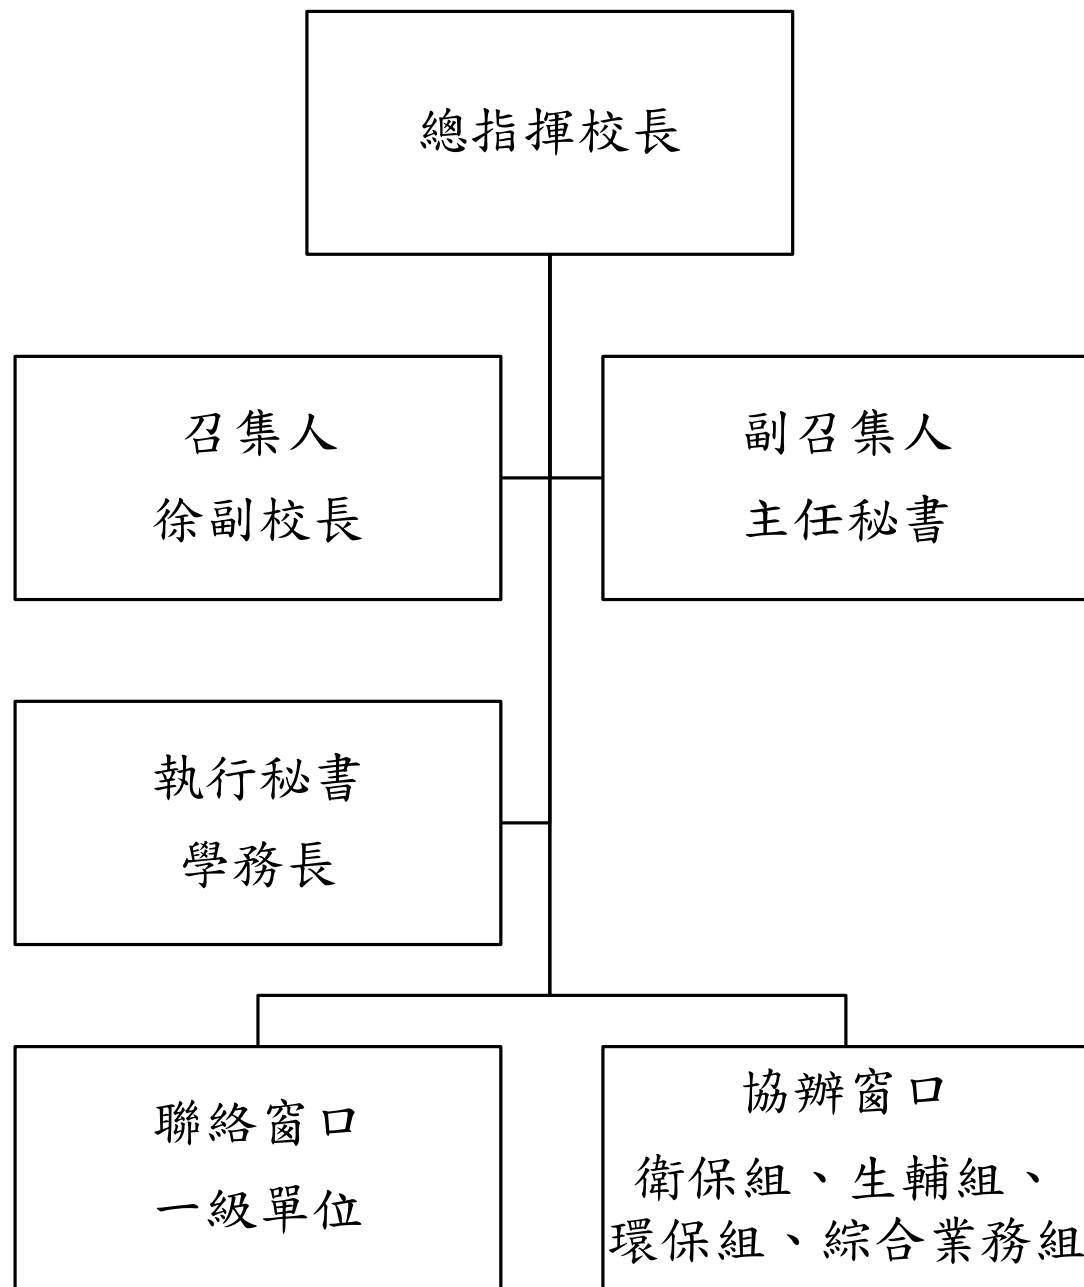 總指揮校長
召集人
徐副校長
副召集人
主任秘書
執行秘書
學務長
聯絡窗口
一級單位
協辦窗口
衛保組、生輔組、
環保組、綜合業務組